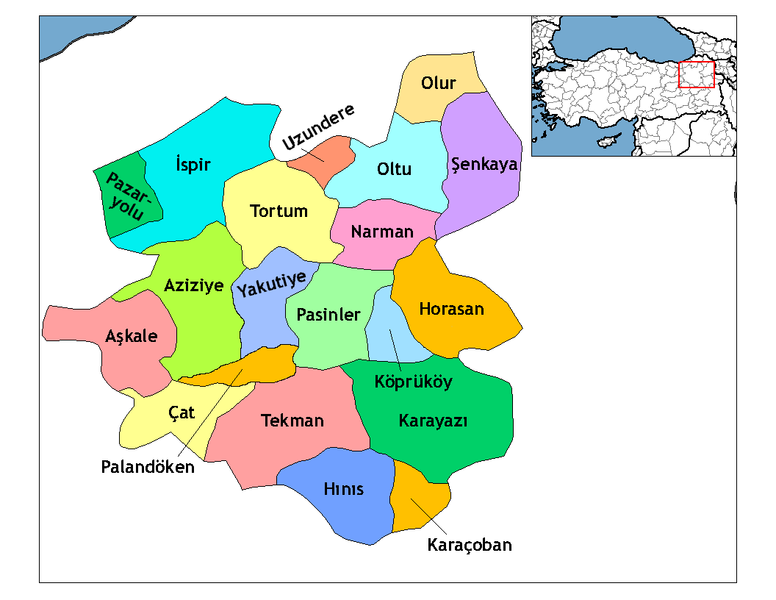 Olur
Uzundere
İspir
Oltu
Şenkaya
Pazar-
yolu
Tortum
Narman
Aziziye
Yakutiye
Pasinler
Horasan
Aşkale
Köprüköy
Çat
Tekman
Karayazı
Palandöken
Hınıs
Karaçoban